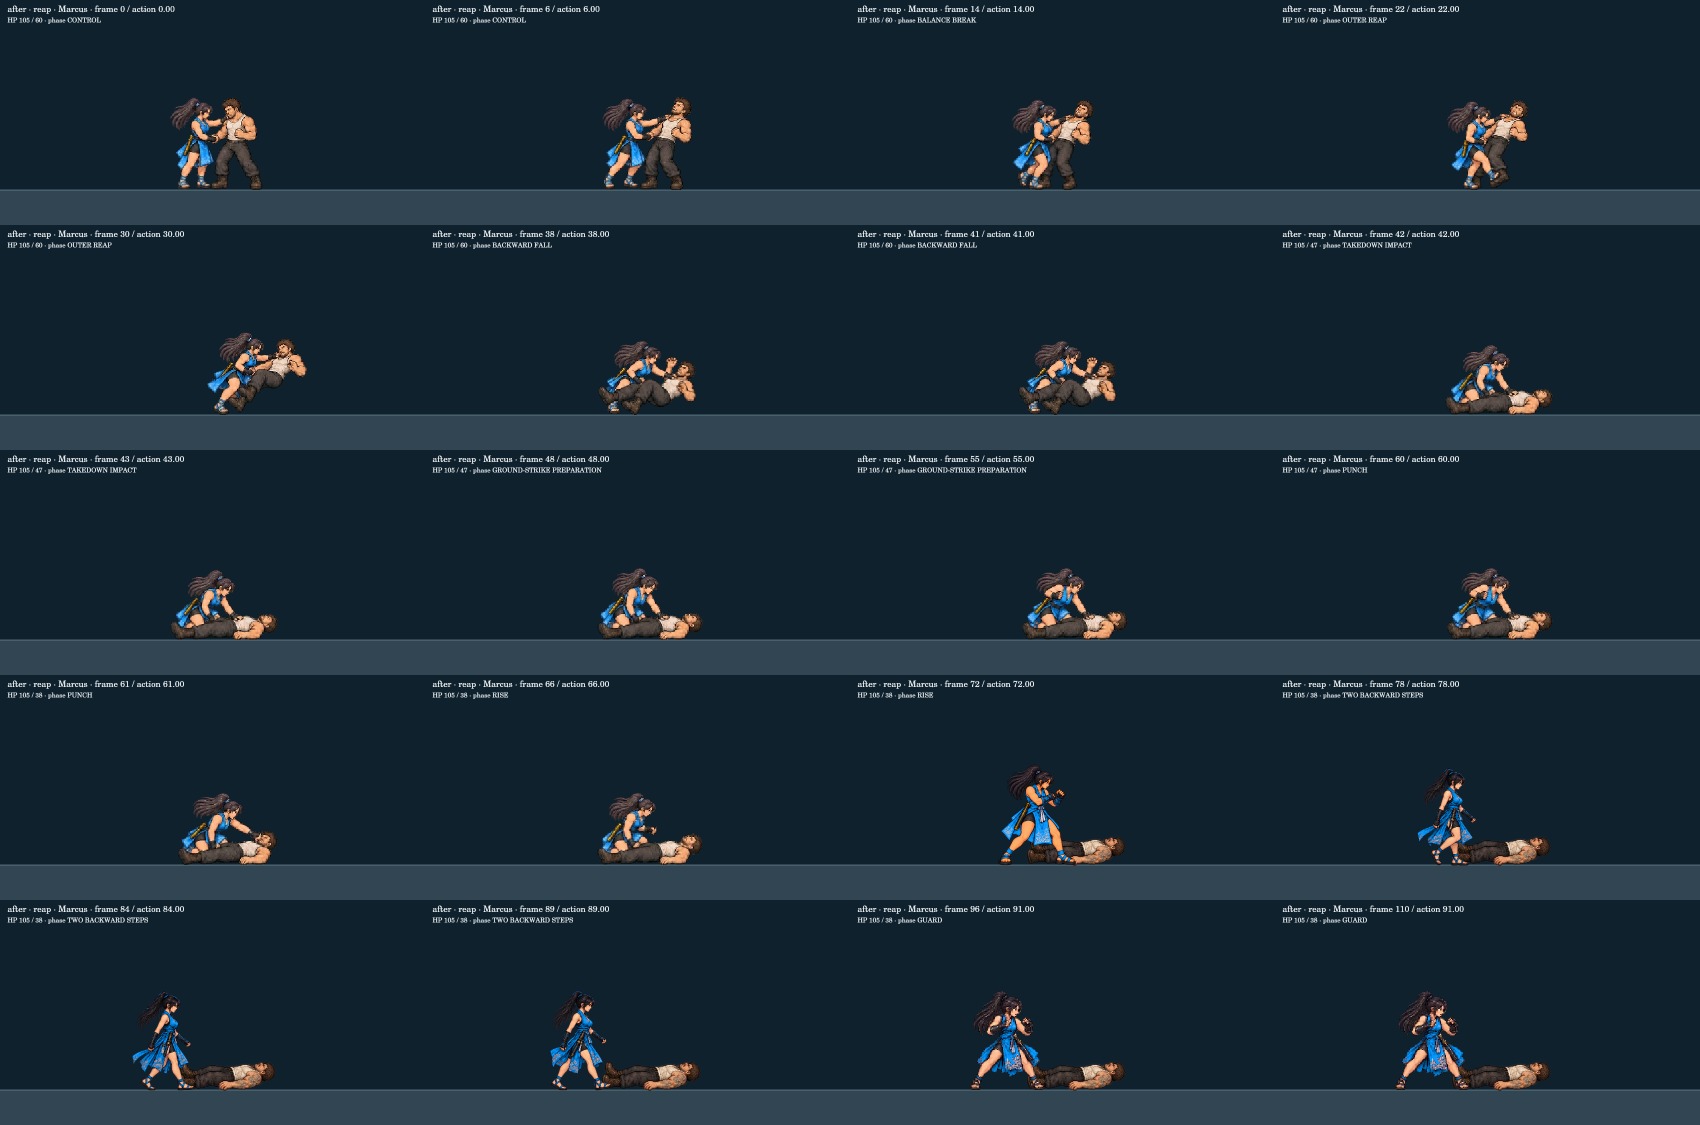 after · reap · Marcus · frame 0 / action 0.00
HP 105 / 60 · phase CONTROL
after · reap · Marcus · frame 6 / action 6.00
HP 105 / 60 · phase CONTROL
after · reap · Marcus · frame 14 / action 14.00
HP 105 / 60 · phase BALANCE BREAK
after · reap · Marcus · frame 22 / action 22.00
HP 105 / 60 · phase OUTER REAP
after · reap · Marcus · frame 30 / action 30.00
HP 105 / 60 · phase OUTER REAP
after · reap · Marcus · frame 38 / action 38.00
HP 105 / 60 · phase BACKWARD FALL
after · reap · Marcus · frame 41 / action 41.00
HP 105 / 60 · phase BACKWARD FALL
after · reap · Marcus · frame 42 / action 42.00
HP 105 / 47 · phase TAKEDOWN IMPACT
after · reap · Marcus · frame 43 / action 43.00
HP 105 / 47 · phase TAKEDOWN IMPACT
after · reap · Marcus · frame 48 / action 48.00
HP 105 / 47 · phase GROUND-STRIKE PREPARATION
after · reap · Marcus · frame 55 / action 55.00
HP 105 / 47 · phase GROUND-STRIKE PREPARATION
after · reap · Marcus · frame 60 / action 60.00
HP 105 / 47 · phase PUNCH
after · reap · Marcus · frame 61 / action 61.00
HP 105 / 38 · phase PUNCH
after · reap · Marcus · frame 66 / action 66.00
HP 105 / 38 · phase RISE
after · reap · Marcus · frame 72 / action 72.00
HP 105 / 38 · phase RISE
after · reap · Marcus · frame 78 / action 78.00
HP 105 / 38 · phase TWO BACKWARD STEPS
after · reap · Marcus · frame 84 / action 84.00
HP 105 / 38 · phase TWO BACKWARD STEPS
after · reap · Marcus · frame 89 / action 89.00
HP 105 / 38 · phase TWO BACKWARD STEPS
after · reap · Marcus · frame 96 / action 91.00
HP 105 / 38 · phase GUARD
after · reap · Marcus · frame 110 / action 91.00
HP 105 / 38 · phase GUARD